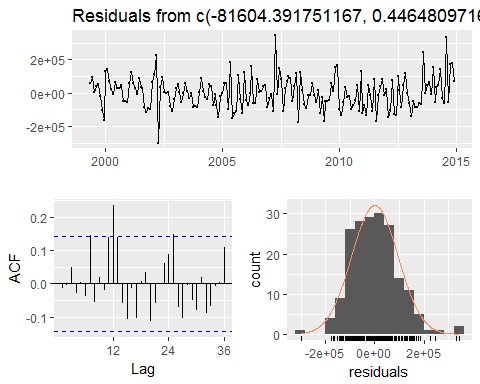 Residuals from c(-81604.391751167, 0.4464809716
2e+05
0e+00
-2e+05
2000
2005
2010
2015
0.2
0.1
0.0
-0.1
ACF
12
24
36
Lag
30
20
10
0
count
-2e+05
0e+00
2e+05
residuals